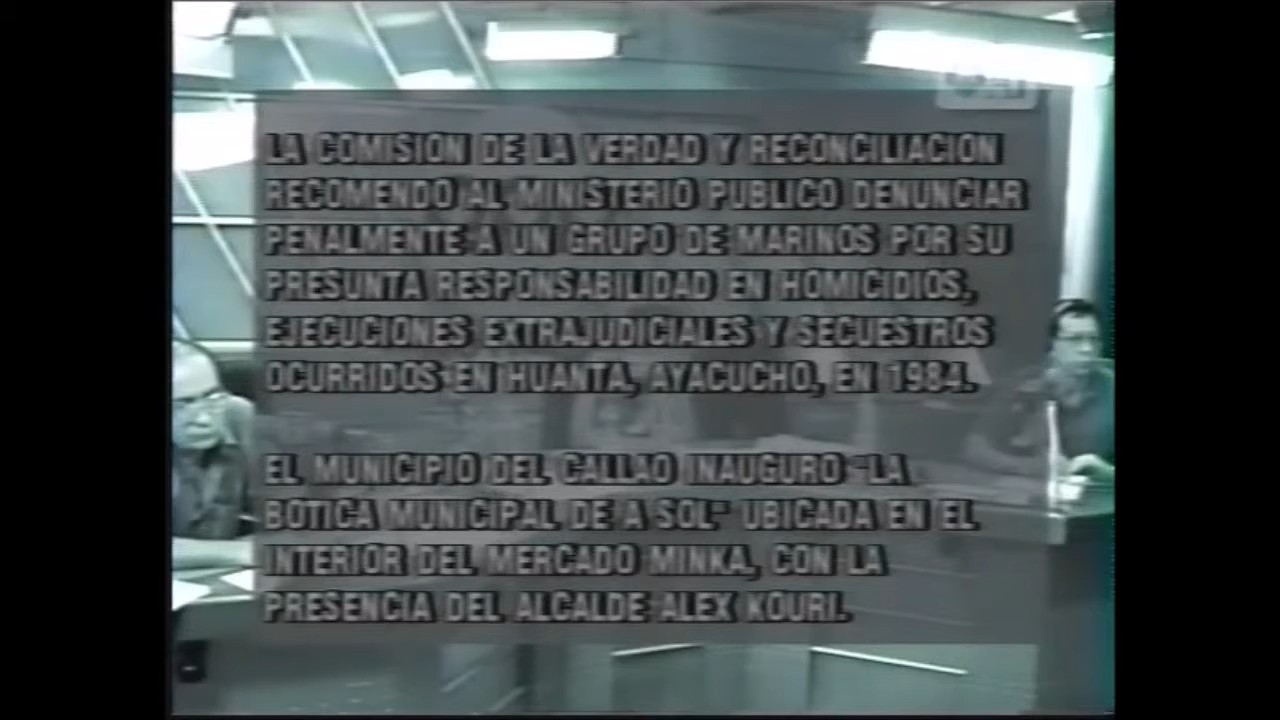 LA COMISION DE LA VERDAD Y RECONCILIACION
RECOMENDO AL MINISTERIO PUBLICO DENUNCIAR
PENALMENTE A UN GRUPO DE MARINOS POR SU
PRESUNTA RESPONSABILIDAD EN HOMICIDIOS,
EJECUCIONES EXTRAJUDICIALES Y SECUESTROS
OCURRIDOS EN HUANTA, AYACUCHO, EN 1984.
EL MUNICIPIO DEL CALLAO INAUGURO "LA
BOTICA MUNICIPAL DE A SOL" UBICADA EN EL
INTERIOR DEL MERCADO MINKA, CON LA
PRESENCIA DEL ALCALDE ALEX KOURI.